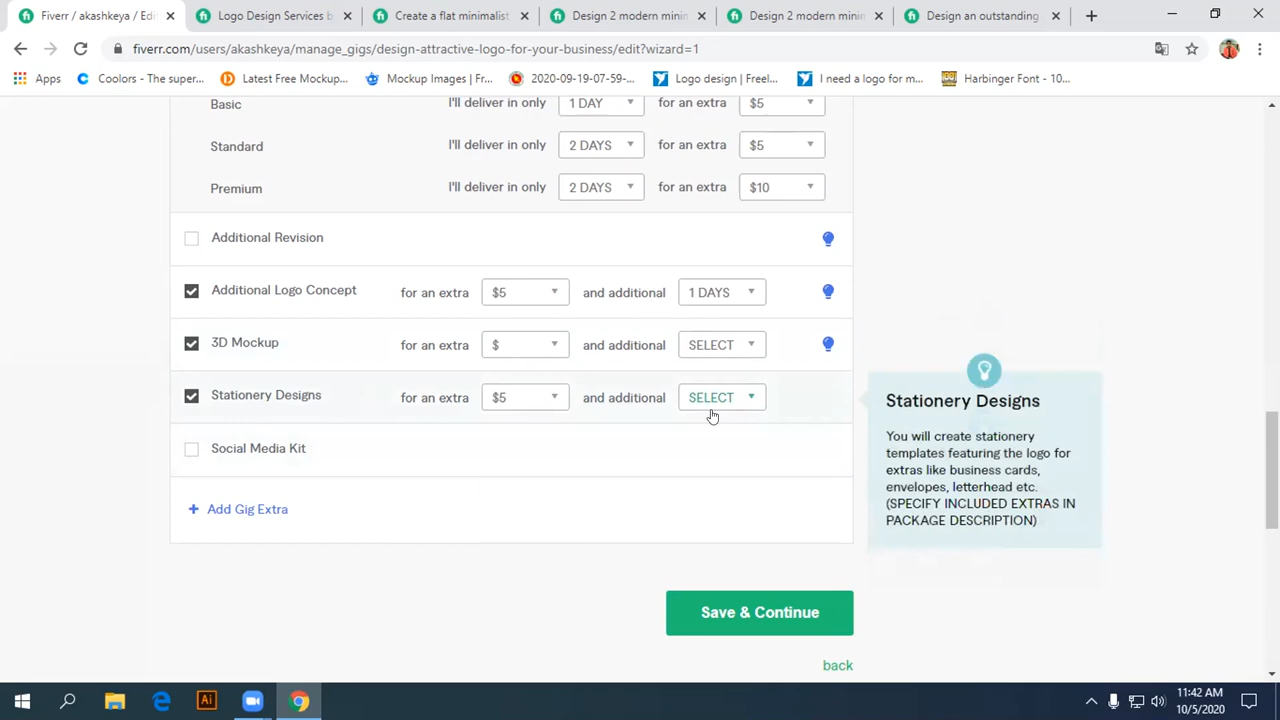 Fiverr / akashkeya / Edi
Logo Design Services b
Create a flat minimalist
Design 2 modern minin
Design 2 modern minin
Design an outstanding
fiverr.com/users/akashkeya/manage_gigs/design-attractive-logo-for-your-business/edit?wizard=1
Apps
Coolors - The super...
Latest Free Mockup...
Mockup Images | Fr...
2020-09-19-07-59-...
Logo design | Freel...
I need a logo for m...
Harbinger Font - 10...
Basic I'll deliver in only 1 DAY for an extra $5
Standard I'll deliver in only 2 DAYS for an extra $5
Premium I'll deliver in only 2 DAYS for an extra $10
Additional Revision
Additional Logo Concept for an extra $5 and additional 1 DAYS
3D Mockup for an extra $ and additional SELECT
Stationery Designs for an extra $5 and additional SELECT
Social Media Kit
+ Add Gig Extra
Stationery Designs
You will create stationery
templates featuring the logo for
extras like business cards,
envelopes, letterhead etc.
(SPECIFY INCLUDED EXTRAS IN
PACKAGE DESCRIPTION)
Save & Continue
back
Ai
11:42 AM
10/5/2020